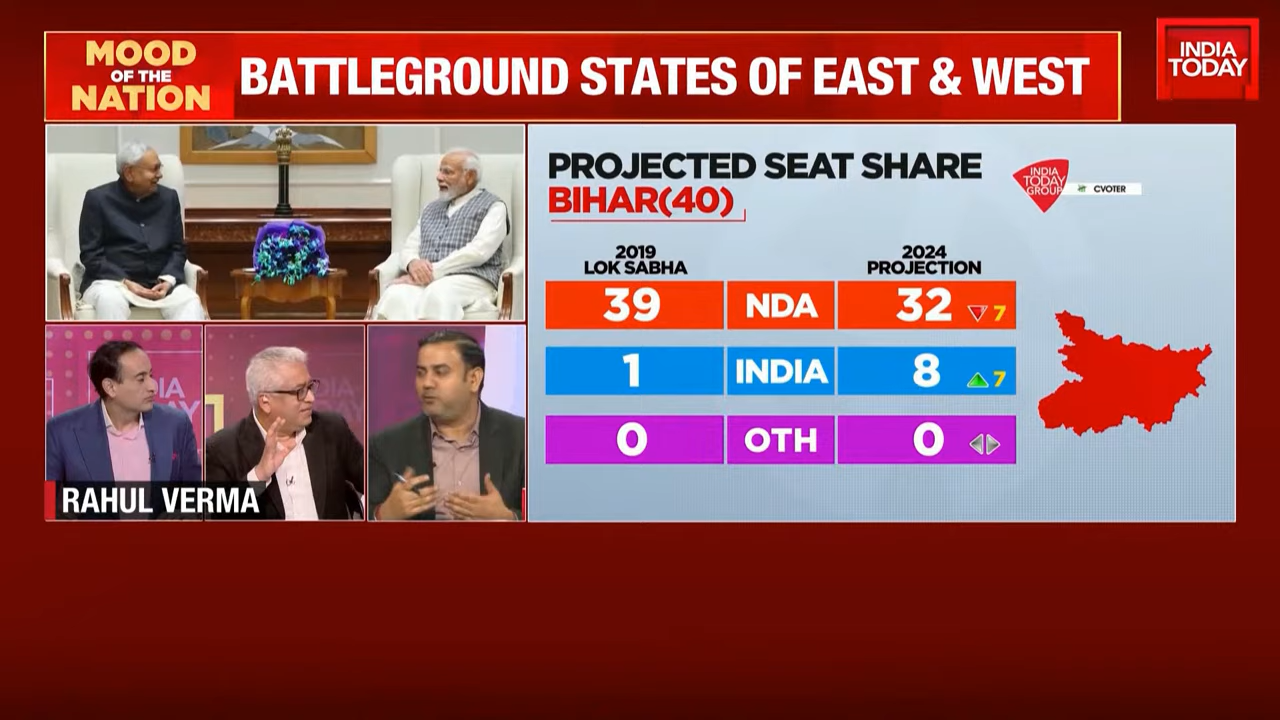 MOOD
OF THE
NATION
BATTLEGROUND STATES OF EAST & WEST
INDIA
TODAY
PROJECTED SEAT SHARE
BIHAR(40)
INDIA
TODAY
GROUP
CVOTER
2019
LOK SABHA
2024
PROJECTION
39 NDA 32 7
1 INDIA 8 7
0 OTH 0
RAHUL VERMA